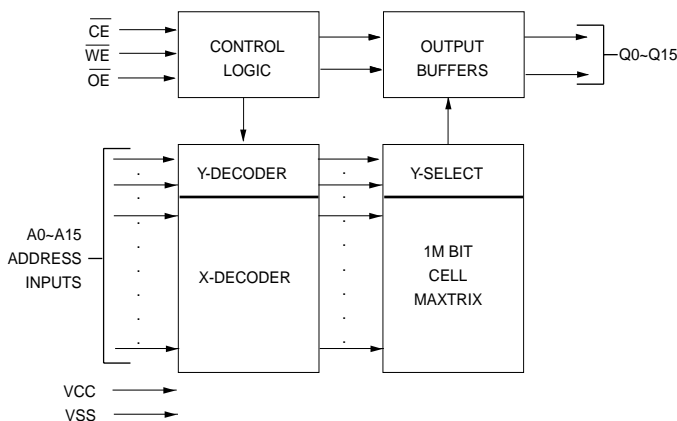 CE
WE
OE
CONTROL
LOGIC
OUTPUT
BUFFERS
Q0~Q15
A0~A15
ADDRESS
INPUTS
Y-DECODER
X-DECODER
Y-SELECT
1M BIT
CELL
MAXTRIX
VCC
VSS